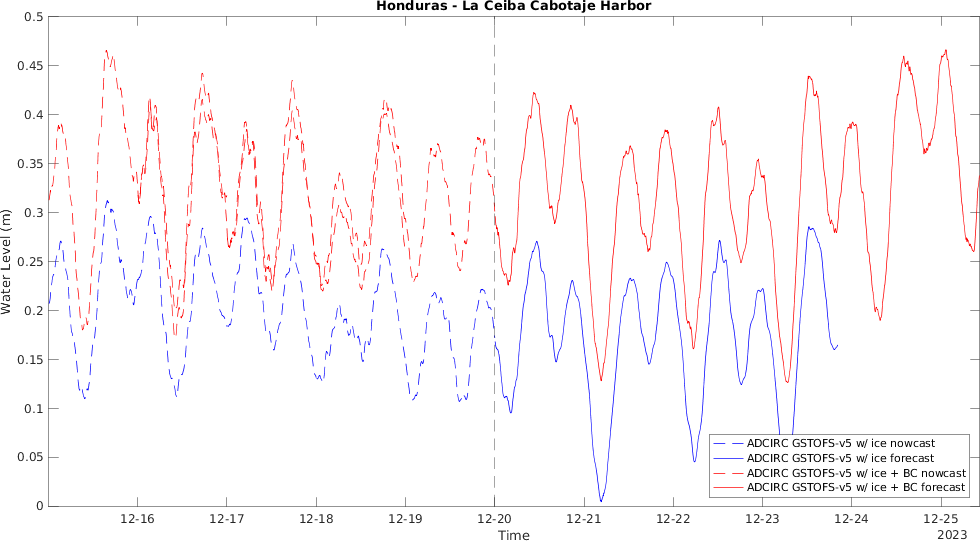 Honduras - La Ceiba Cabotaje Harbor
0.5
0.45
0.4
0.35
0.3
0.25
0.2
0.15
0.1
0.05
0
Water Level (m)
ADCIRC GSTOFS-v5 w/ ice nowcast
ADCIRC GSTOFS-v5 w/ ice forecast
ADCIRC GSTOFS-v5 w/ ice + BC nowcast
ADCIRC GSTOFS-v5 w/ ice + BC forecast
12-16 12-17 12-18 12-19 12-20 12-21 12-22 12-23 12-24 12-25
Time 2023